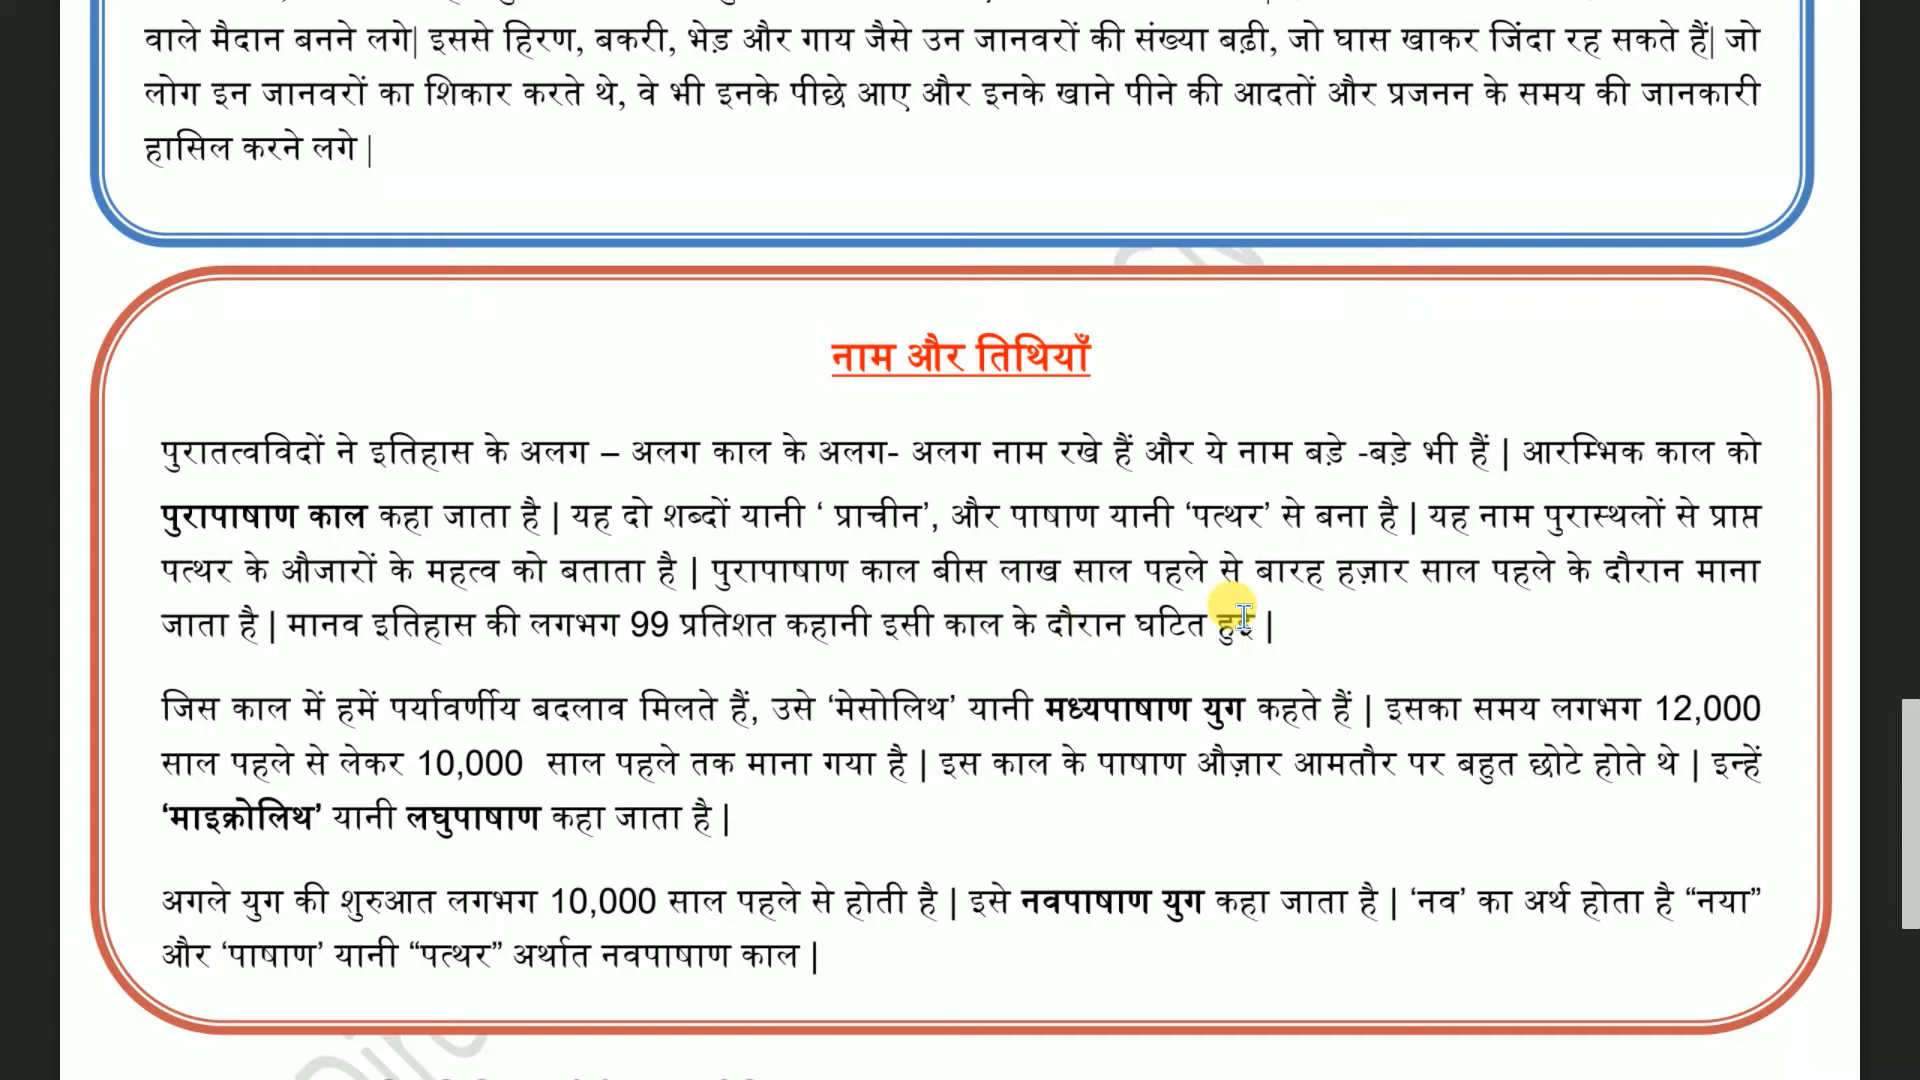 वाले मैदान बनने लगे| इससे हिरण, बकरी, भेड़ और गाय जैसे उन जानवरों की संख्या बढ़ी, जो घास खाकर जिंदा रह सकते हैं| जो
लोग इन जानवरों का शिकार करते थे, वे भी इनके पीछे आए और इनके खाने पीने की आदतों और प्रजनन के समय की जानकारी
हासिल करने लगे |
नाम और तिथियाँ
पुरातत्वविदों ने इतिहास के अलग – अलग काल के अलग- अलग नाम रखे हैं और ये नाम बड़े -बड़े भी हैं | आरम्भिक काल को
पुरापाषाण काल कहा जाता है | यह दो शब्दों यानी ‘ प्राचीन’, और पाषाण यानी ‘पत्थर’ से बना है | यह नाम पुरास्थलों से प्राप्त
पत्थर के औजारों के महत्व को बताता है | पुरापाषाण काल बीस लाख साल पहले से बारह हज़ार साल पहले के दौरान माना
जाता है | मानव इतिहास की लगभग 99 प्रतिशत कहानी इसी काल के दौरान घटित हुई |
जिस काल में हमें पर्यावर्णीय बदलाव मिलते हैं, उसे ‘मेसोलिथ’ यानी मध्यपाषाण युग कहते हैं | इसका समय लगभग 12,000
साल पहले से लेकर 10,000 साल पहले तक माना गया है | इस काल के पाषाण औज़ार आमतौर पर बहुत छोटे होते थे | इन्हें
‘माइक्रोलिथ’ यानी लघुपाषाण कहा जाता है |
अगले युग की शुरुआत लगभग 10,000 साल पहले से होती है | इसे नवपाषाण युग कहा जाता है | ‘नव’ का अर्थ होता है “नया”
और ‘पाषाण’ यानी “पत्थर” अर्थात नवपाषाण काल |